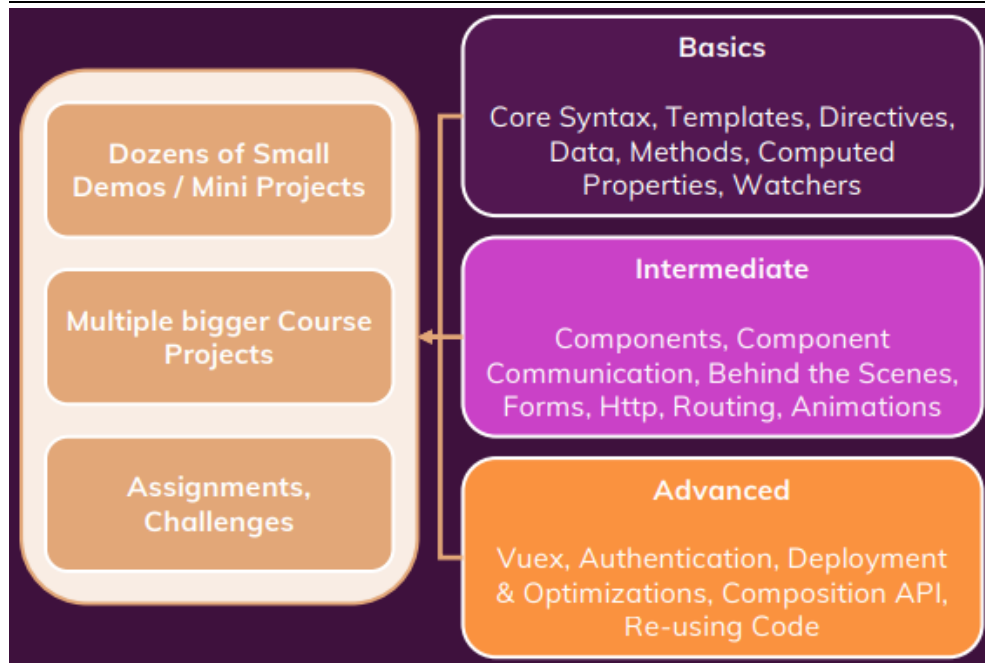 Dozens of Small
Demos / Mini Projects
Multiple bigger Course
Projects
Assignments,
Challenges
Basics
Core Syntax, Templates, Directives,
Data, Methods, Computed
Properties, Watchers
Intermediate
Components, Component
Communication, Behind the Scenes,
Forms, Http, Routing, Animations
Advanced
Vuex, Authentication, Deployment
& Optimizations, Composition API,
Re-using Code